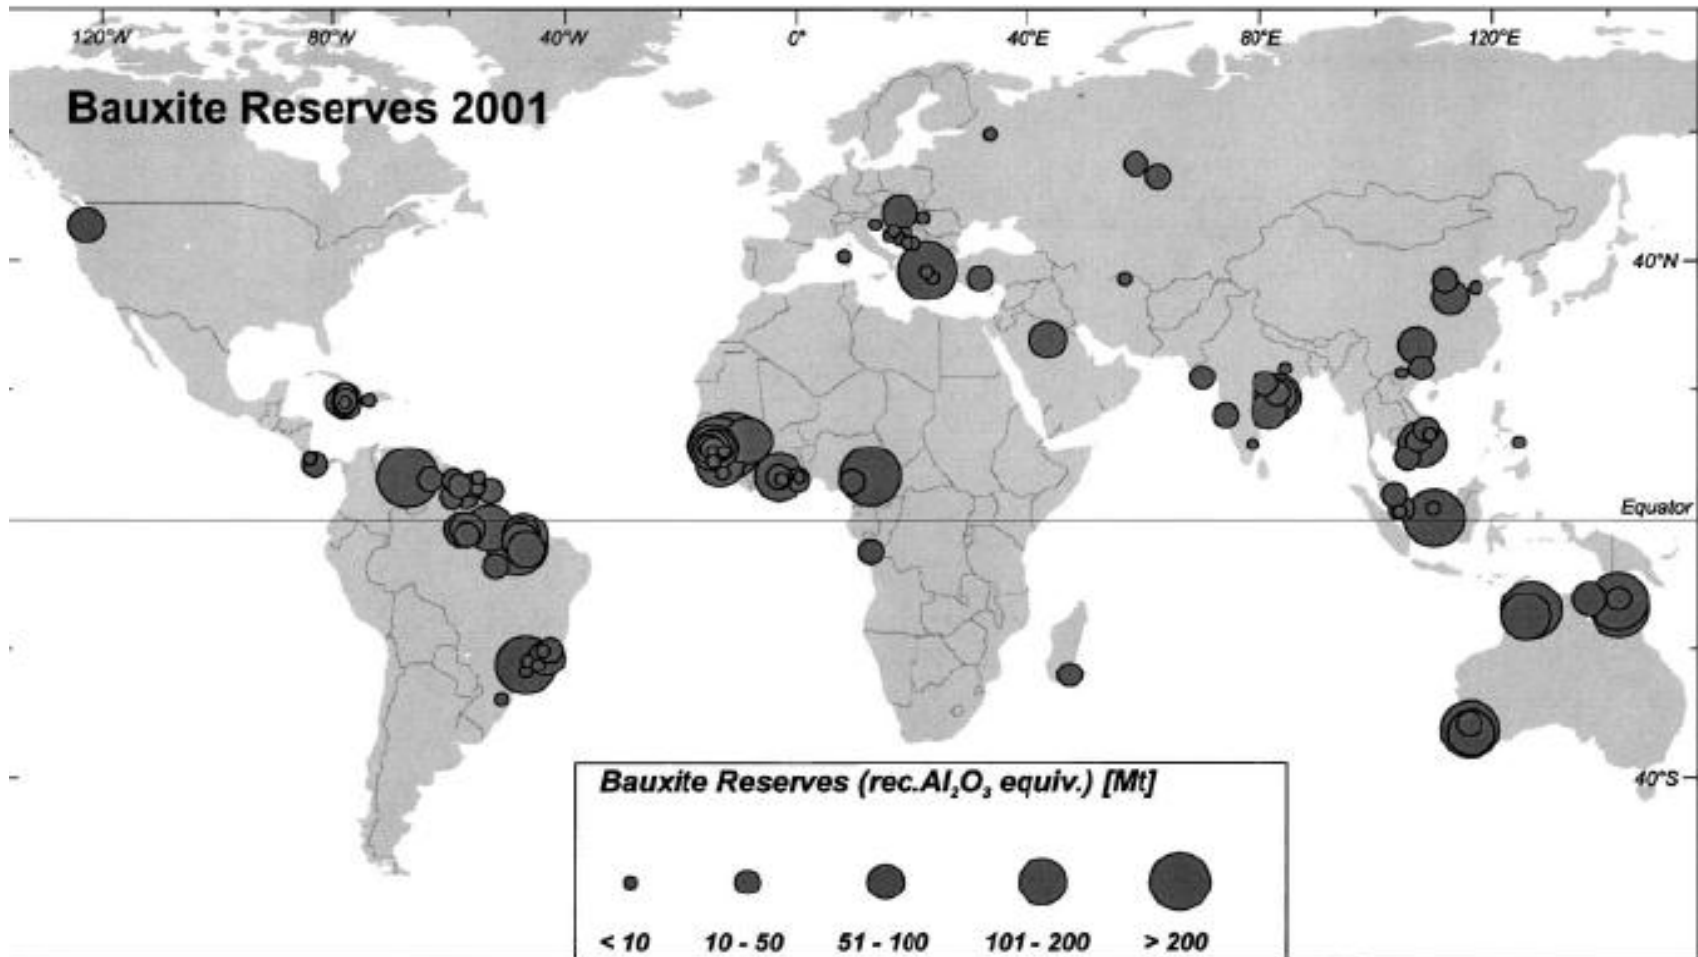 120°W 80°W 40°W 0° 40°E 80°E 120°E
Bauxite Reserves 2001
40°N
Equator
40°S
Bauxite Reserves (rec.Al₂O₃ equiv.) [Mt]
< 10 10 - 50 51 - 100 101 - 200 > 200